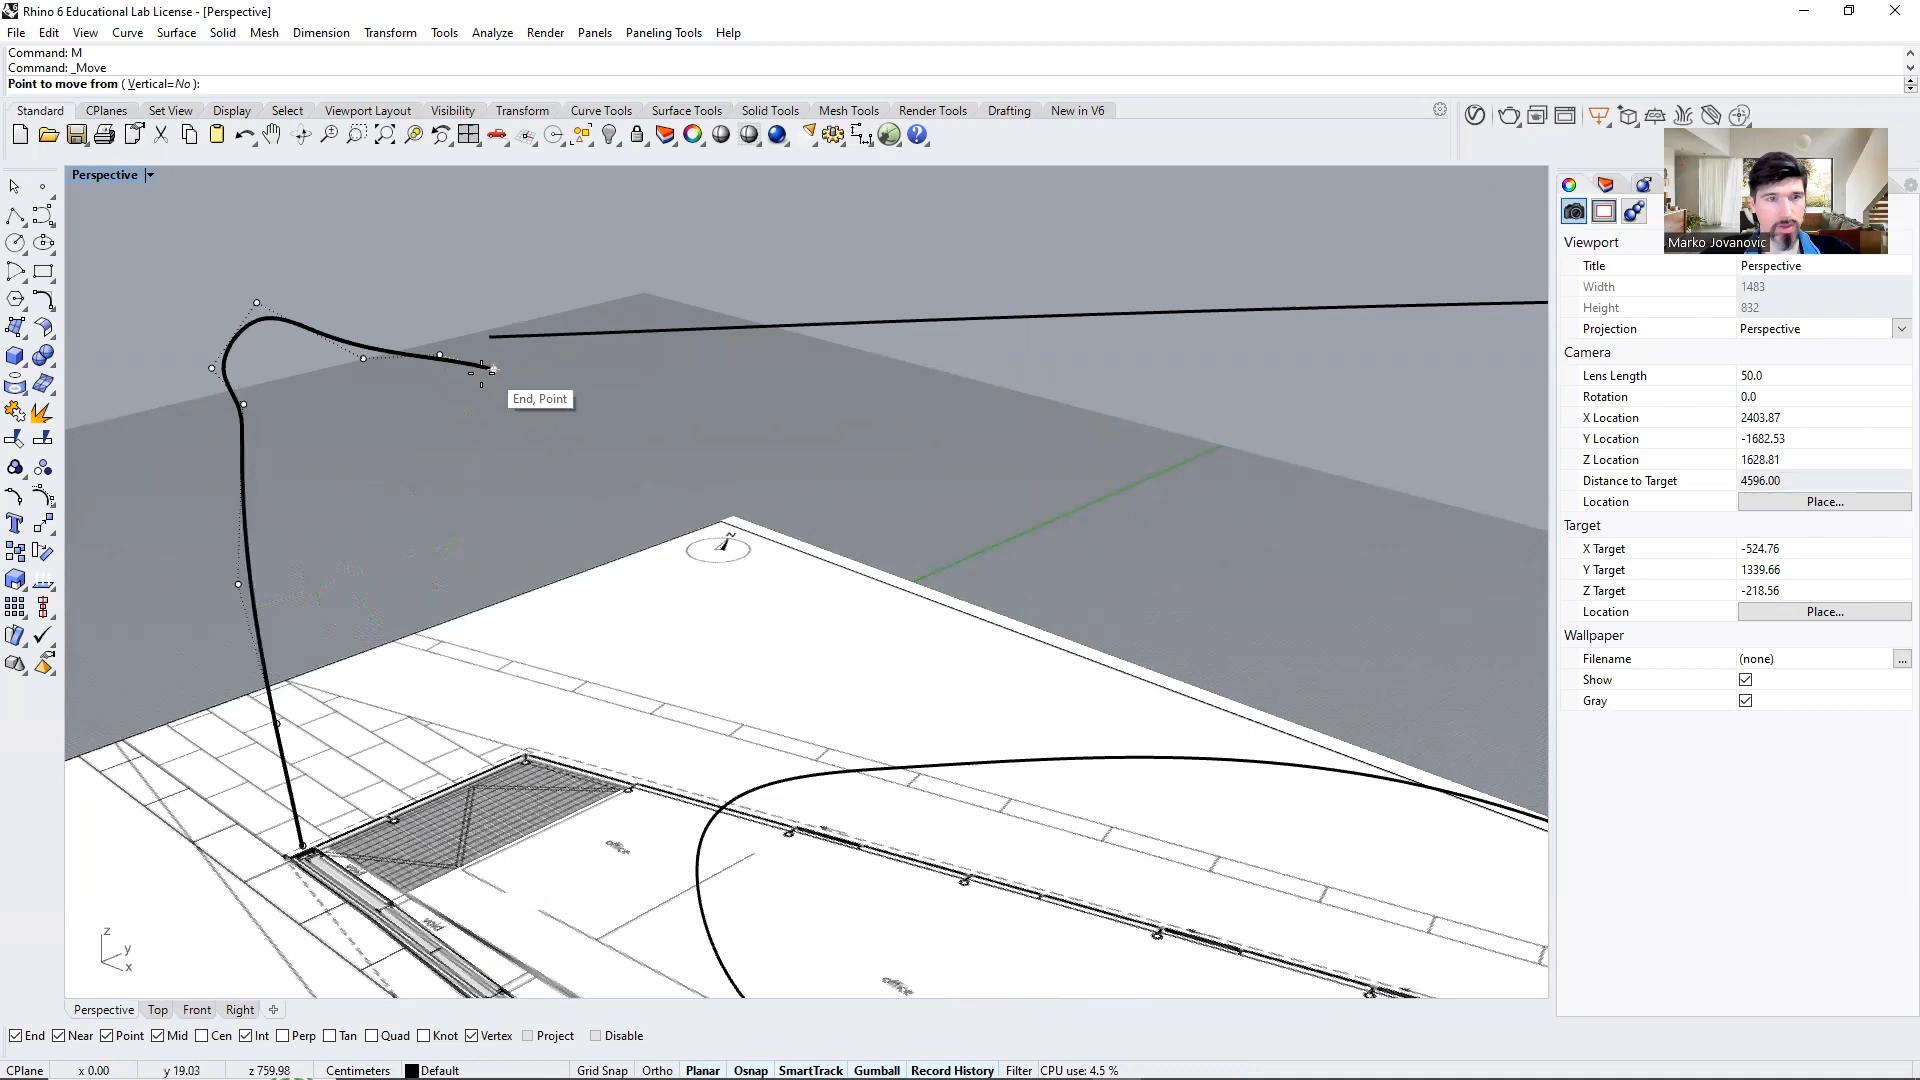 Rhino 6 Educational Lab License - [Perspective]
File Edit View Curve Surface Solid Mesh Dimension Transform Tools Analyze Render Panels Paneling Tools Help
Command: M
Command: _Move
Point to move from ( Vertical=No ):
Standard CPlanes Set View Display Select Viewport Layout Visibility Transform Curve Tools Surface Tools Solid Tools Mesh Tools Render Tools Drafting New in V6
Perspective
Marko Jovanovic
Viewport
Title Perspective
Width 1483
Height 832
Projection Perspective
Camera
Lens Length 50.0
Rotation 0.0
X Location 2403.87
Y Location -1682.53
Z Location 1628.81
Distance to Target 4596.00
Location Place...
Target
X Target -524.76
Y Target 1339.66
Z Target -218.56
Location Place...
Wallpaper
Filename (none) ...
Show
Gray
End, Point
N
office
void
void
office
z
y
x
Perspective Top Front Right
End Near Point Mid Cen Int Perp Tan Quad Knot Vertex Project Disable
CPlane x 0.00 y 19.03 z 759.98 Centimeters Default Grid Snap Ortho Planar Osnap SmartTrack Gumball Record History Filter CPU use: 4.5 %